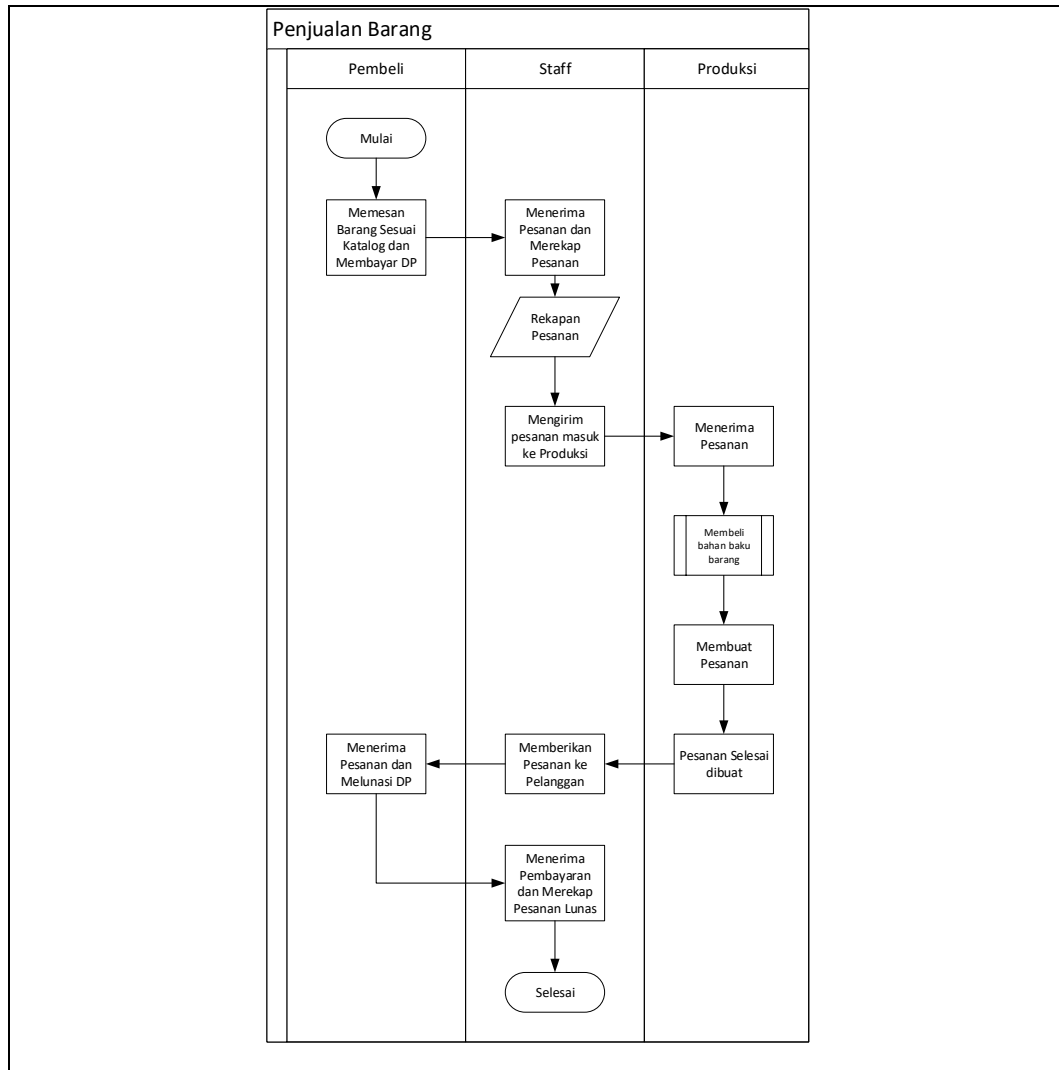 Penjualan Barang
Pembeli
Staff
Produksi
Mulai
Memesan
Barang Sesuai
Katalog dan
Membayar DP
Menerima
Pesanan dan
Merekap
Pesanan
Rekapan
Pesanan
Mengirim
pesanan masuk
ke Produksi
Menerima
Pesanan
Membeli
bahan baku
barang
Membuat
Pesanan
Pesanan Selesai
dibuat
Memberikan
Pesanan ke
Pelanggan
Menerima
Pesanan dan
Melunasi DP
Menerima
Pembayaran
dan Merekap
Pesanan Lunas
Selesai